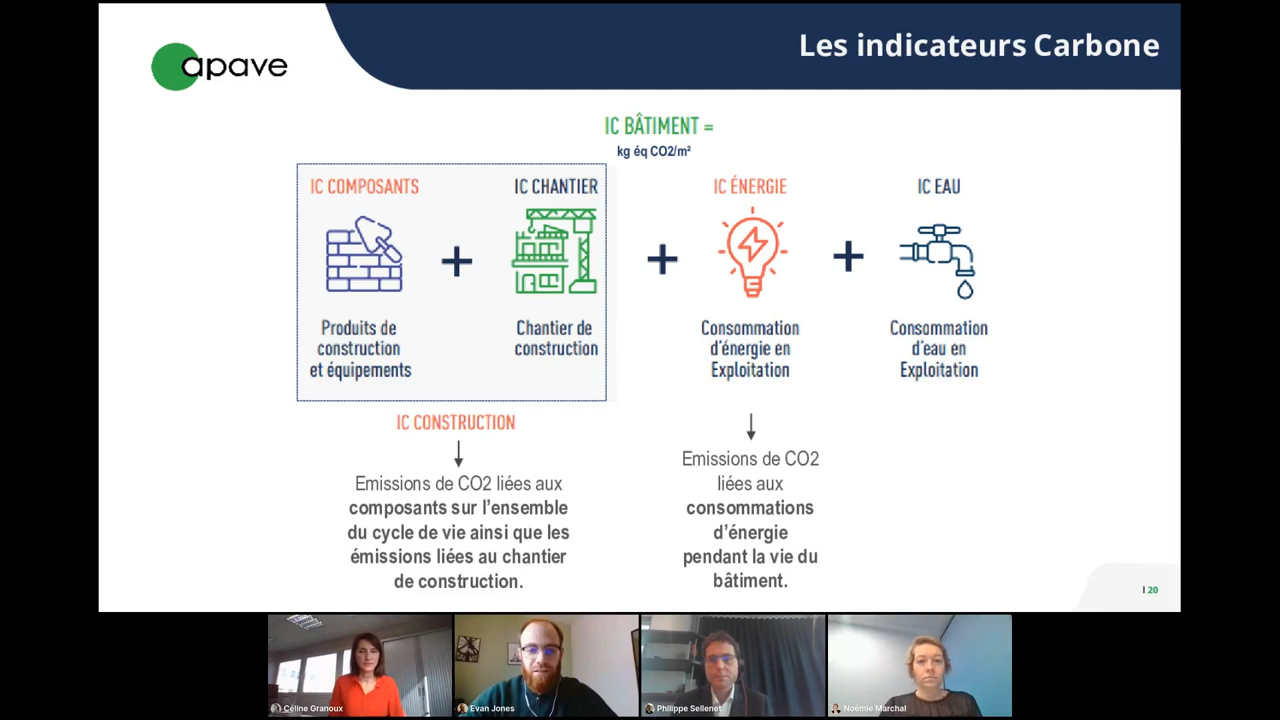 apave
Les indicateurs Carbone
IC BÂTIMENT =
kg éq CO2/m²
IC COMPOSANTS
IC CHANTIER
IC ÉNERGIE
IC EAU
+
+
+
Produits de
construction
et équipements
Chantier de
construction
Consommation
d'énergie en
Exploitation
Consommation
d'eau en
Exploitation
IC CONSTRUCTION
Emissions de CO2 liées aux
composants sur l'ensemble
du cycle de vie ainsi que les
émissions liées au chantier
de construction.
Emissions de CO2
liées aux
consommations
d'énergie
pendant la vie du
bâtiment.
I 20
Céline Granoux
Evan Jones
Philippe Sellenet
Noémie Marchal